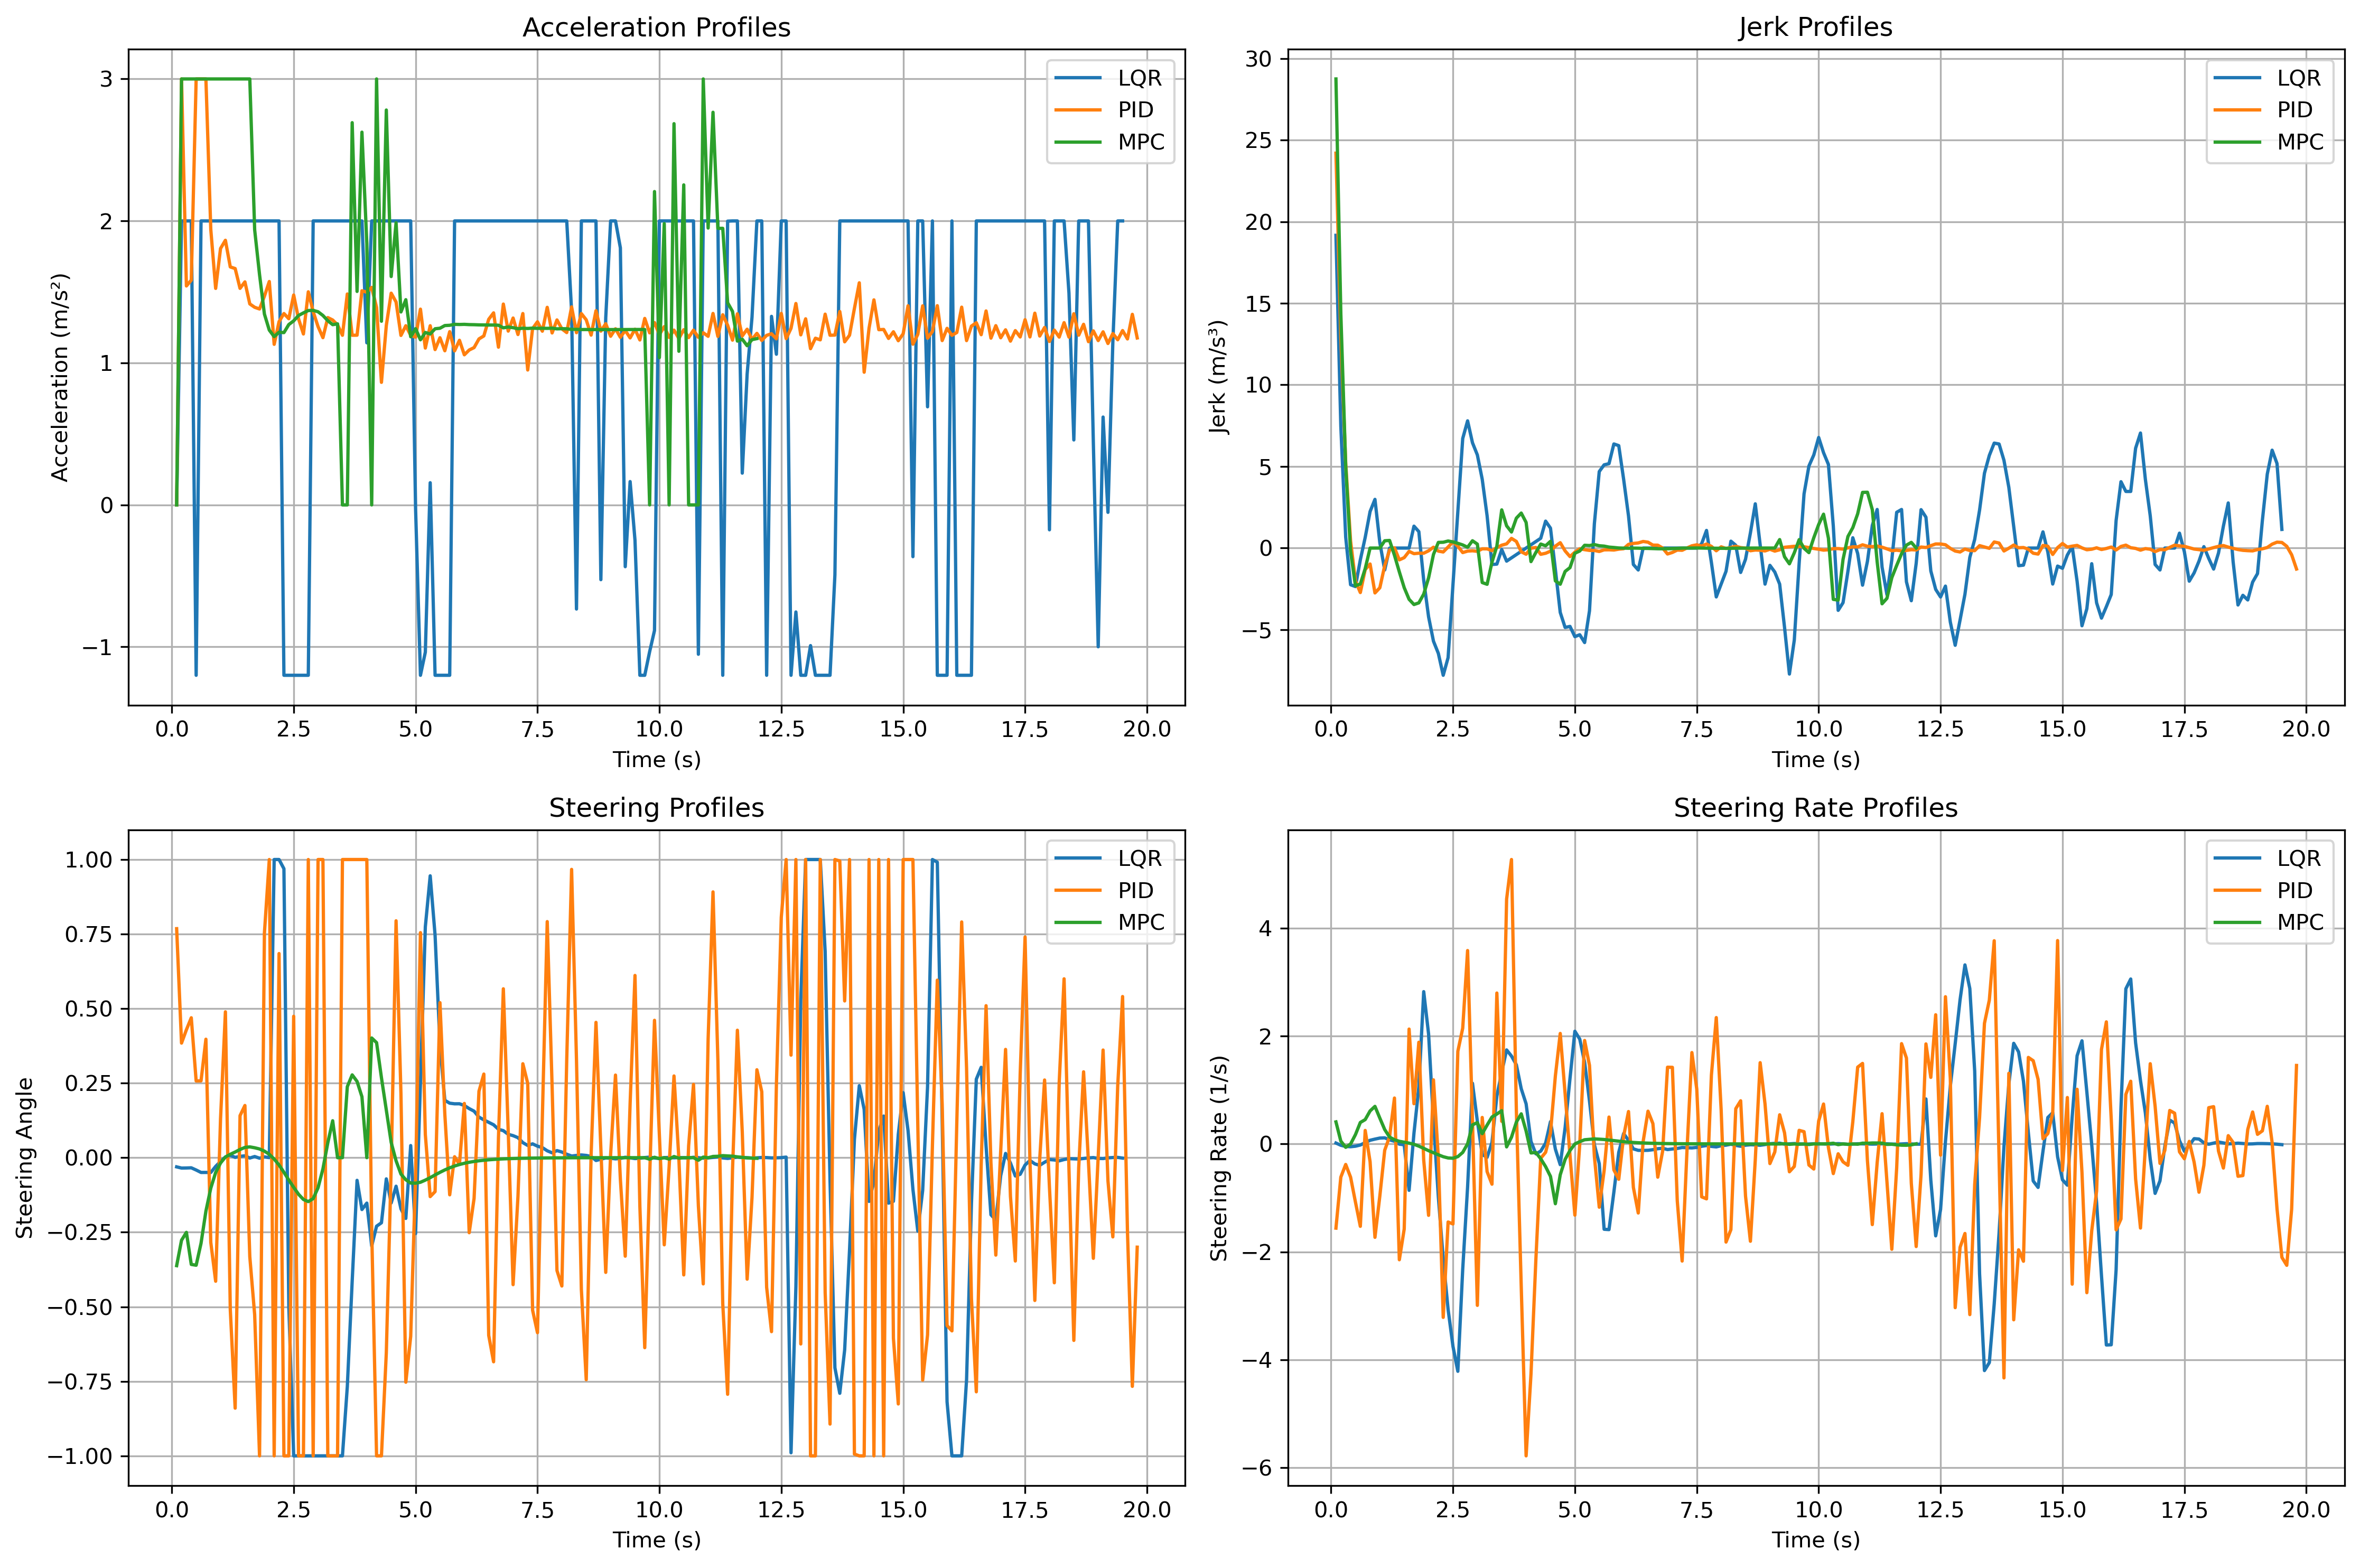 Acceleration Profiles
Acceleration (m/s²)
3
2
1
0
−1
LQR
PID
MPC
0.0 2.5 5.0 7.5 10.0 12.5 15.0 17.5 20.0
Time (s)
Jerk Profiles
Jerk (m/s³)
30
25
20
15
10
5
0
−5
LQR
PID
MPC
0.0 2.5 5.0 7.5 10.0 12.5 15.0 17.5 20.0
Time (s)
Steering Profiles
Steering Angle
1.00
0.75
0.50
0.25
0.00
−0.25
−0.50
−0.75
−1.00
LQR
PID
MPC
0.0 2.5 5.0 7.5 10.0 12.5 15.0 17.5 20.0
Time (s)
Steering Rate Profiles
Steering Rate (1/s)
4
2
0
−2
−4
−6
LQR
PID
MPC
0.0 2.5 5.0 7.5 10.0 12.5 15.0 17.5 20.0
Time (s)